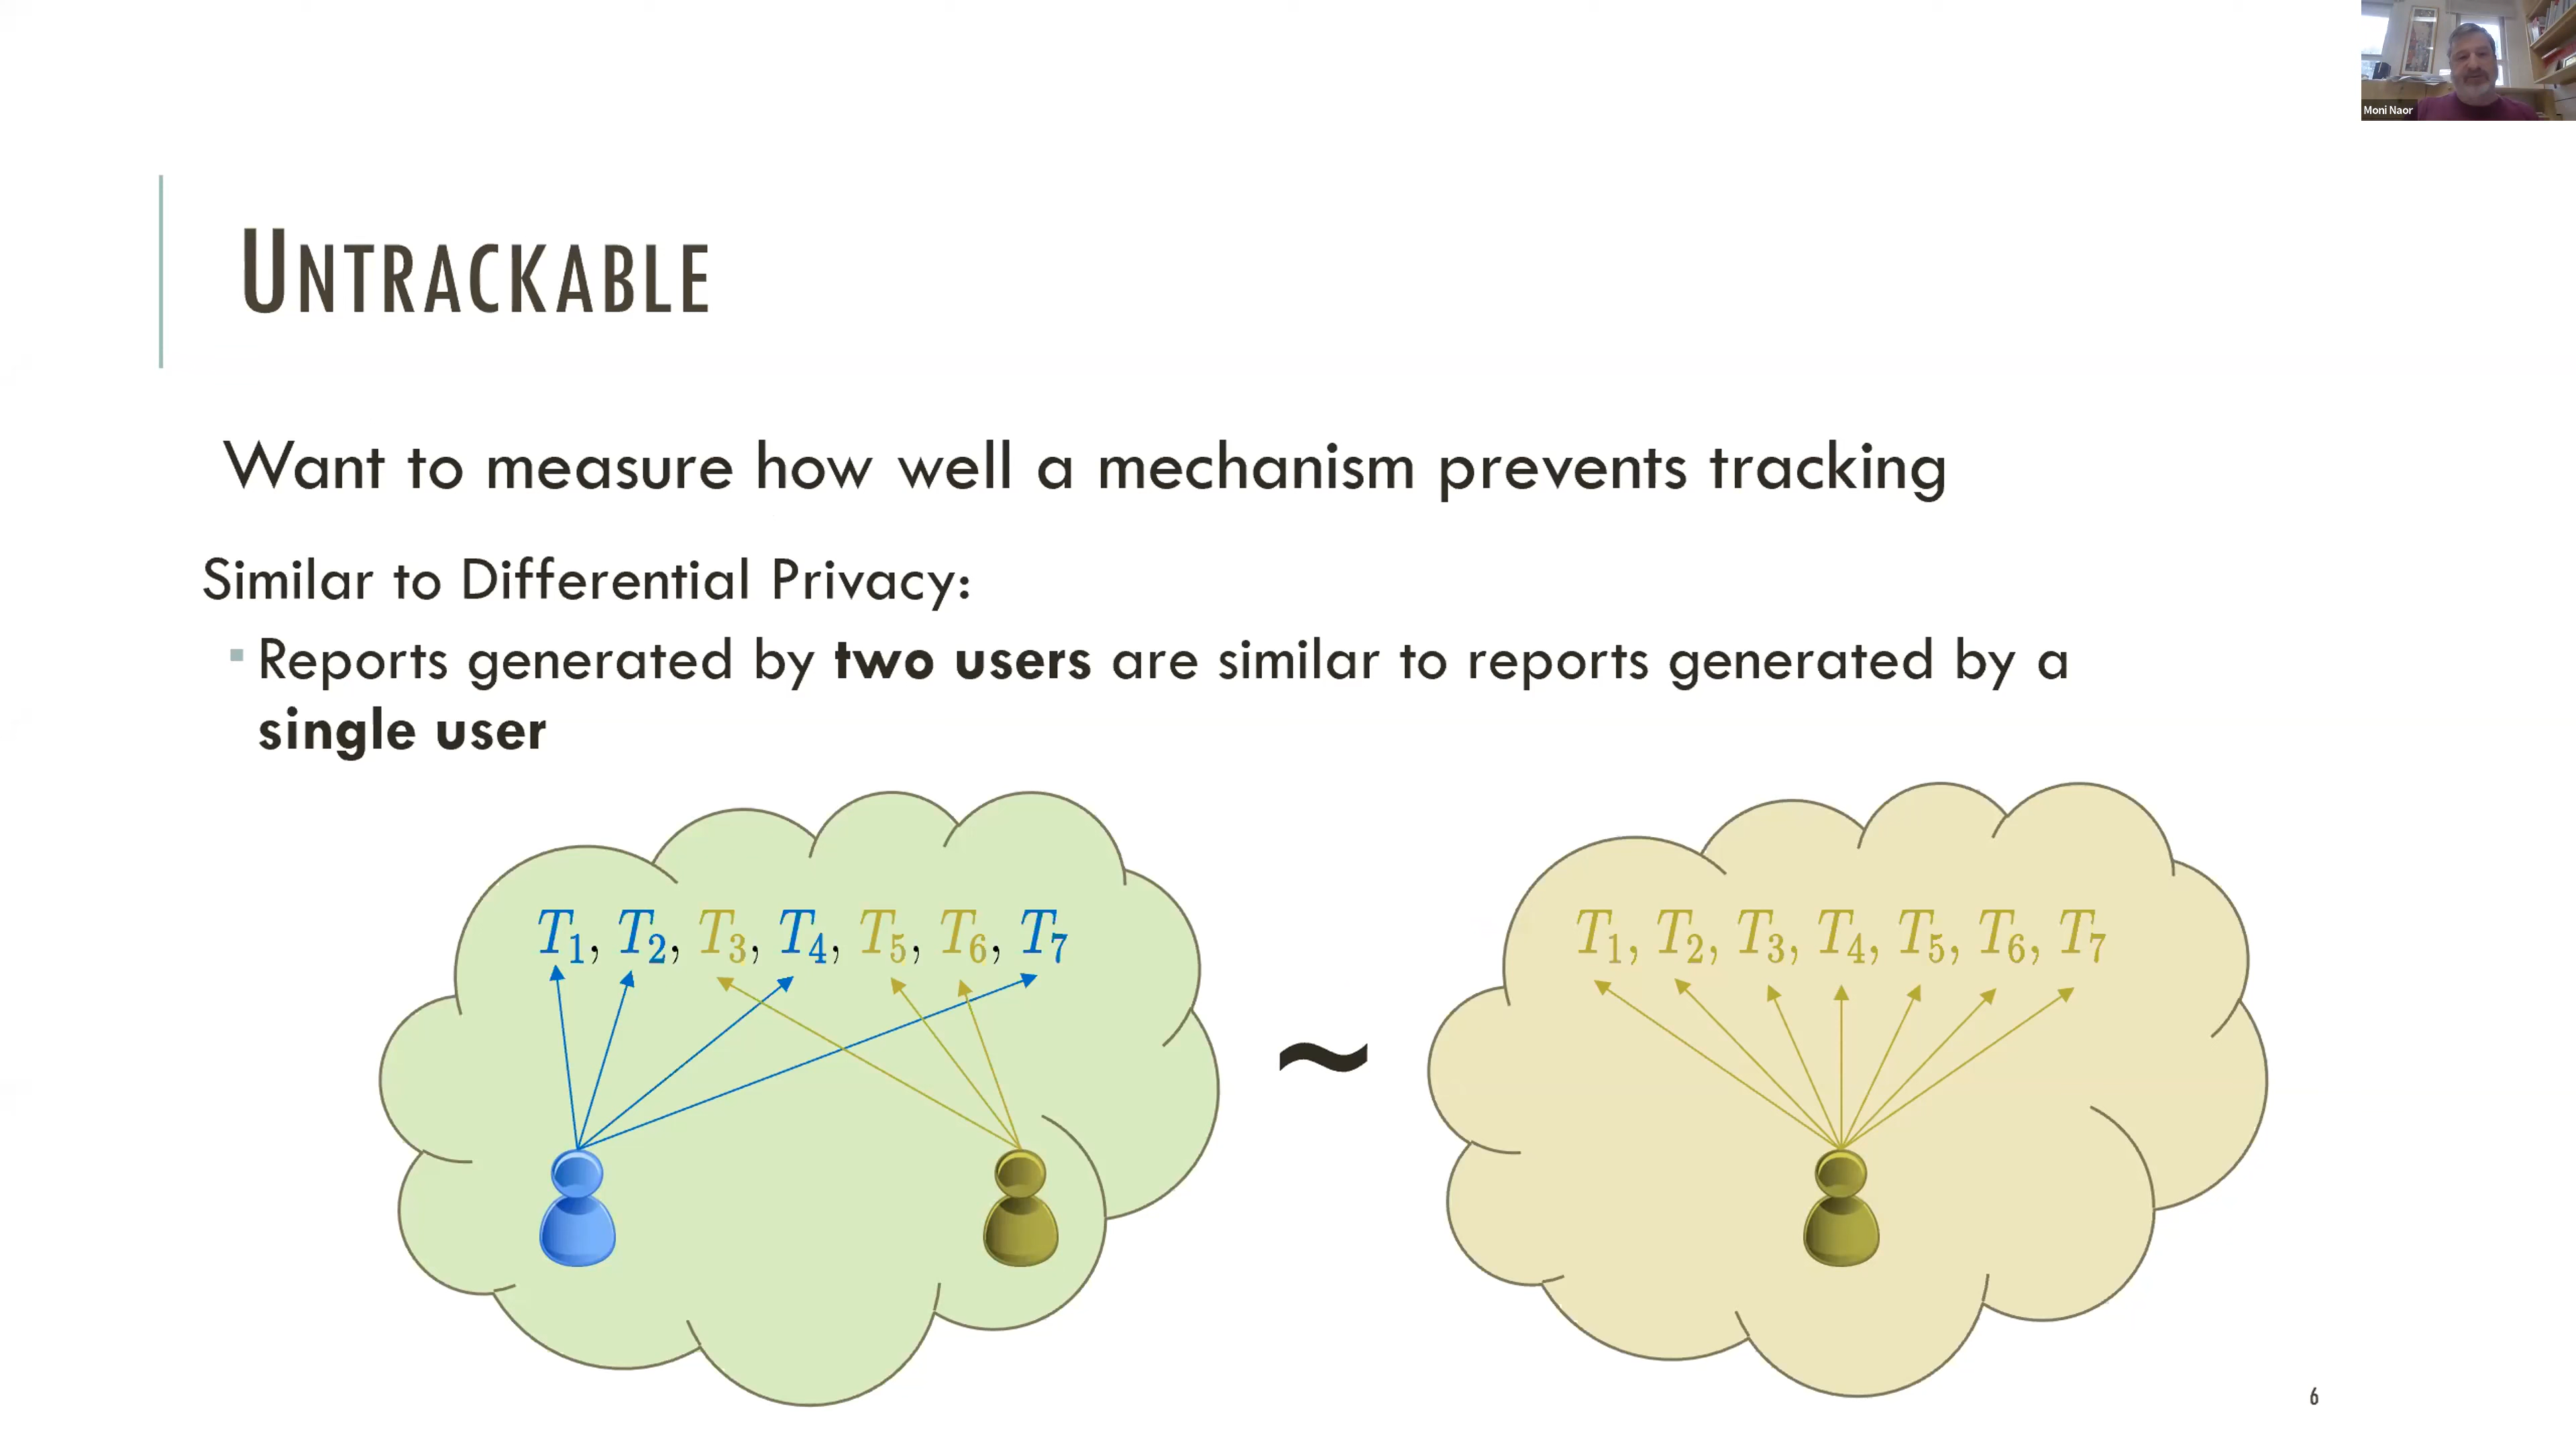 Moni Naor
UNTRACKABLE
Want to measure how well a mechanism prevents tracking
Similar to Differential Privacy:
▪ Reports generated by two users are similar to reports generated by a
single user
T₁, T₂, T₃, T₄, T₅, T₆, T₇
~
T₁, T₂, T₃, T₄, T₅, T₆, T₇
6